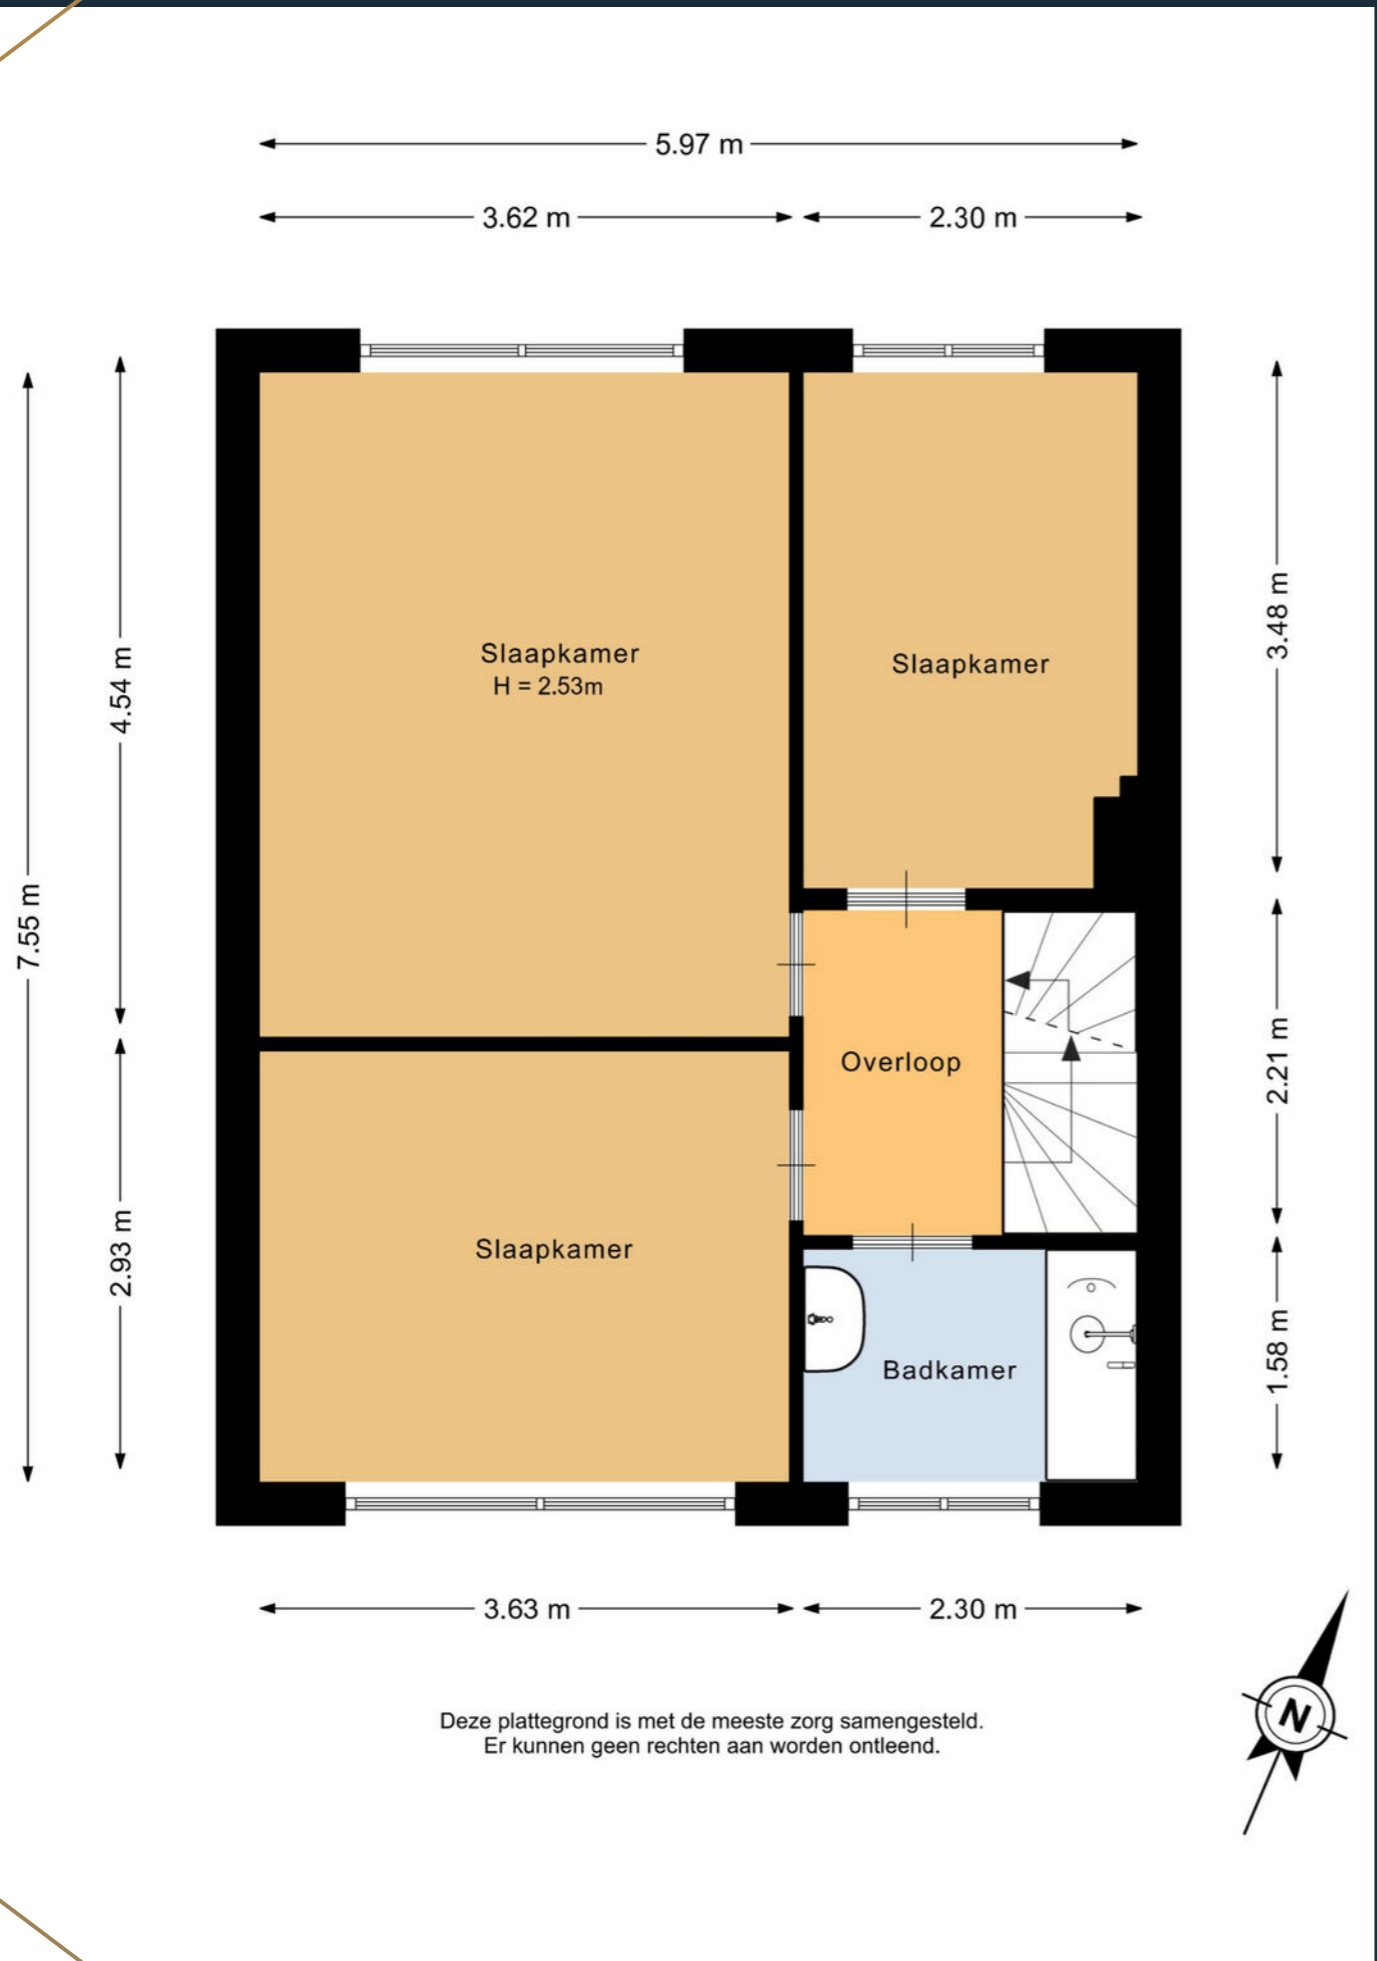 5.97 m
3.62 m
2.30 m
7.55 m
4.54 m
2.93 m
3.48 m
2.21 m
1.58 m
Slaapkamer
H = 2.53m
Slaapkamer
Overloop
Slaapkamer
Badkamer
3.63 m
2.30 m
Deze plattegrond is met de meeste zorg samengesteld.
Er kunnen geen rechten aan worden ontleend.
N